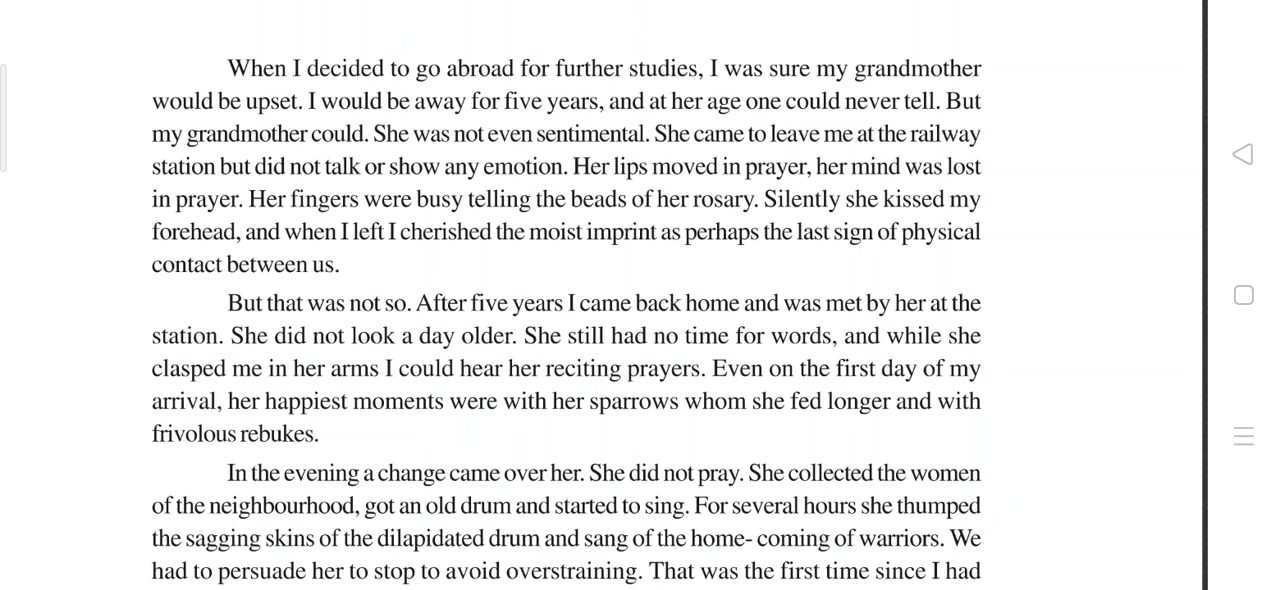 When I decided to go abroad for further studies, I was sure my grandmother
would be upset. I would be away for five years, and at her age one could never tell. But
my grandmother could. She was not even sentimental. She came to leave me at the railway
station but did not talk or show any emotion. Her lips moved in prayer, her mind was lost
in prayer. Her fingers were busy telling the beads of her rosary. Silently she kissed my
forehead, and when I left I cherished the moist imprint as perhaps the last sign of physical
contact between us.
But that was not so. After five years I came back home and was met by her at the
station. She did not look a day older. She still had no time for words, and while she
clasped me in her arms I could hear her reciting prayers. Even on the first day of my
arrival, her happiest moments were with her sparrows whom she fed longer and with
frivolous rebukes.
In the evening a change came over her. She did not pray. She collected the women
of the neighbourhood, got an old drum and started to sing. For several hours she thumped
the sagging skins of the dilapidated drum and sang of the home- coming of warriors. We
had to persuade her to stop to avoid overstraining. That was the first time since I had